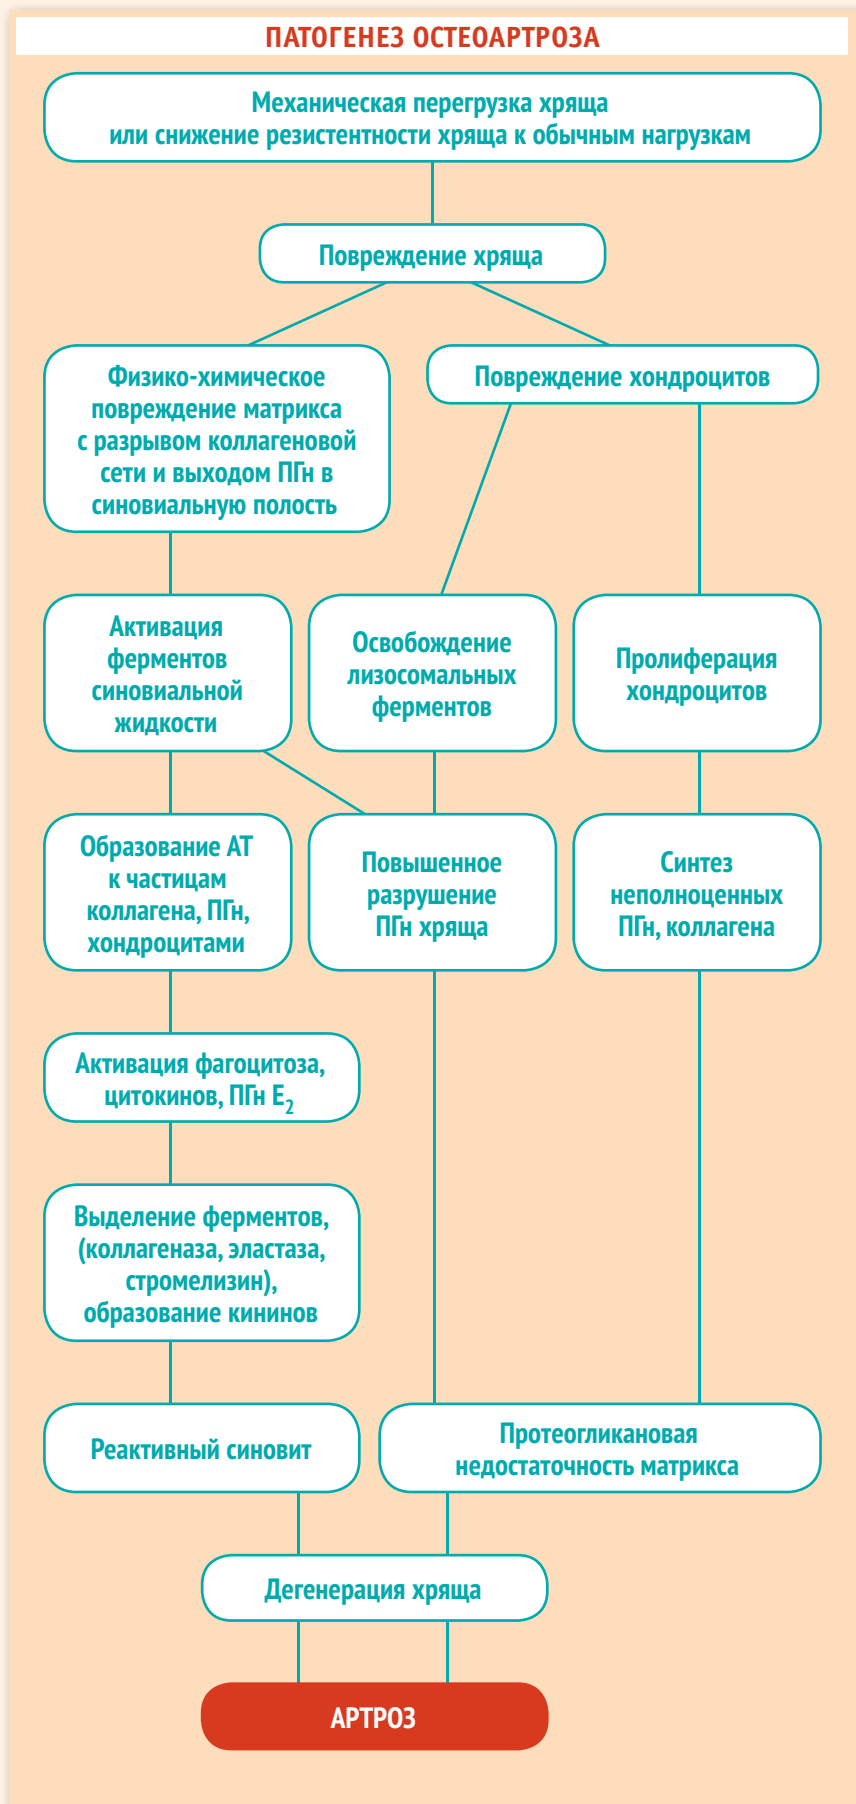 ПАТОГЕНЕЗ ОСТЕОАРТРОЗА
Механическая перегрузка хряща
или снижение резистентности хряща к обычным нагрузкам
Повреждение хряща
Физико-химическое
повреждение матрикса
с разрывом коллагеновой
сети и выходом ПГн в
синовиальную полость
Повреждение хондроцитов
Активация
ферментов
синовиальной
жидкости
Освобождение
лизосомальных
ферментов
Пролиферация
хондроцитов
Образование АТ
к частицам
коллагена, ПГн,
хондроцитами
Повышенное
разрушение
ПГн хряща
Синтез
неполноценных
ПГн, коллагена
Активация фагоцитоза,
цитокинов, ПГн Е₂
Выделение ферментов,
(коллагеназа, эластаза,
стромелизин),
образование кининов
Реактивный синовит
Протеогликановая
недостаточность матрикса
Дегенерация хряща
АРТРОЗ